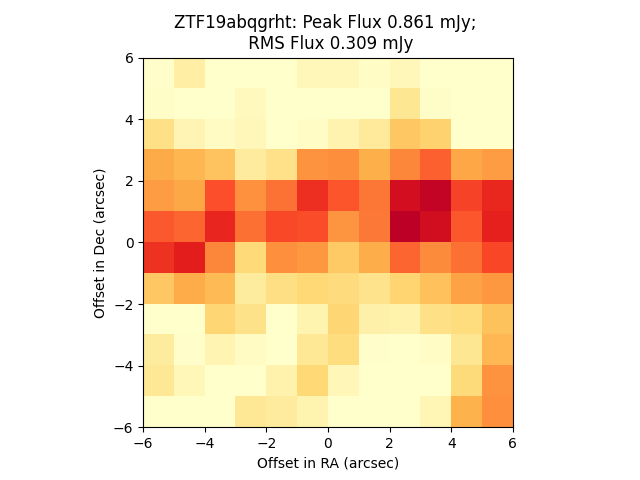 ZTF19abqgrht: Peak Flux 0.861 mJy;
RMS Flux 0.309 mJy
6
4
2
0
−2
−4
−6
Offset in Dec (arcsec)
−6 −4 −2 0 2 4 6
Offset in RA (arcsec)